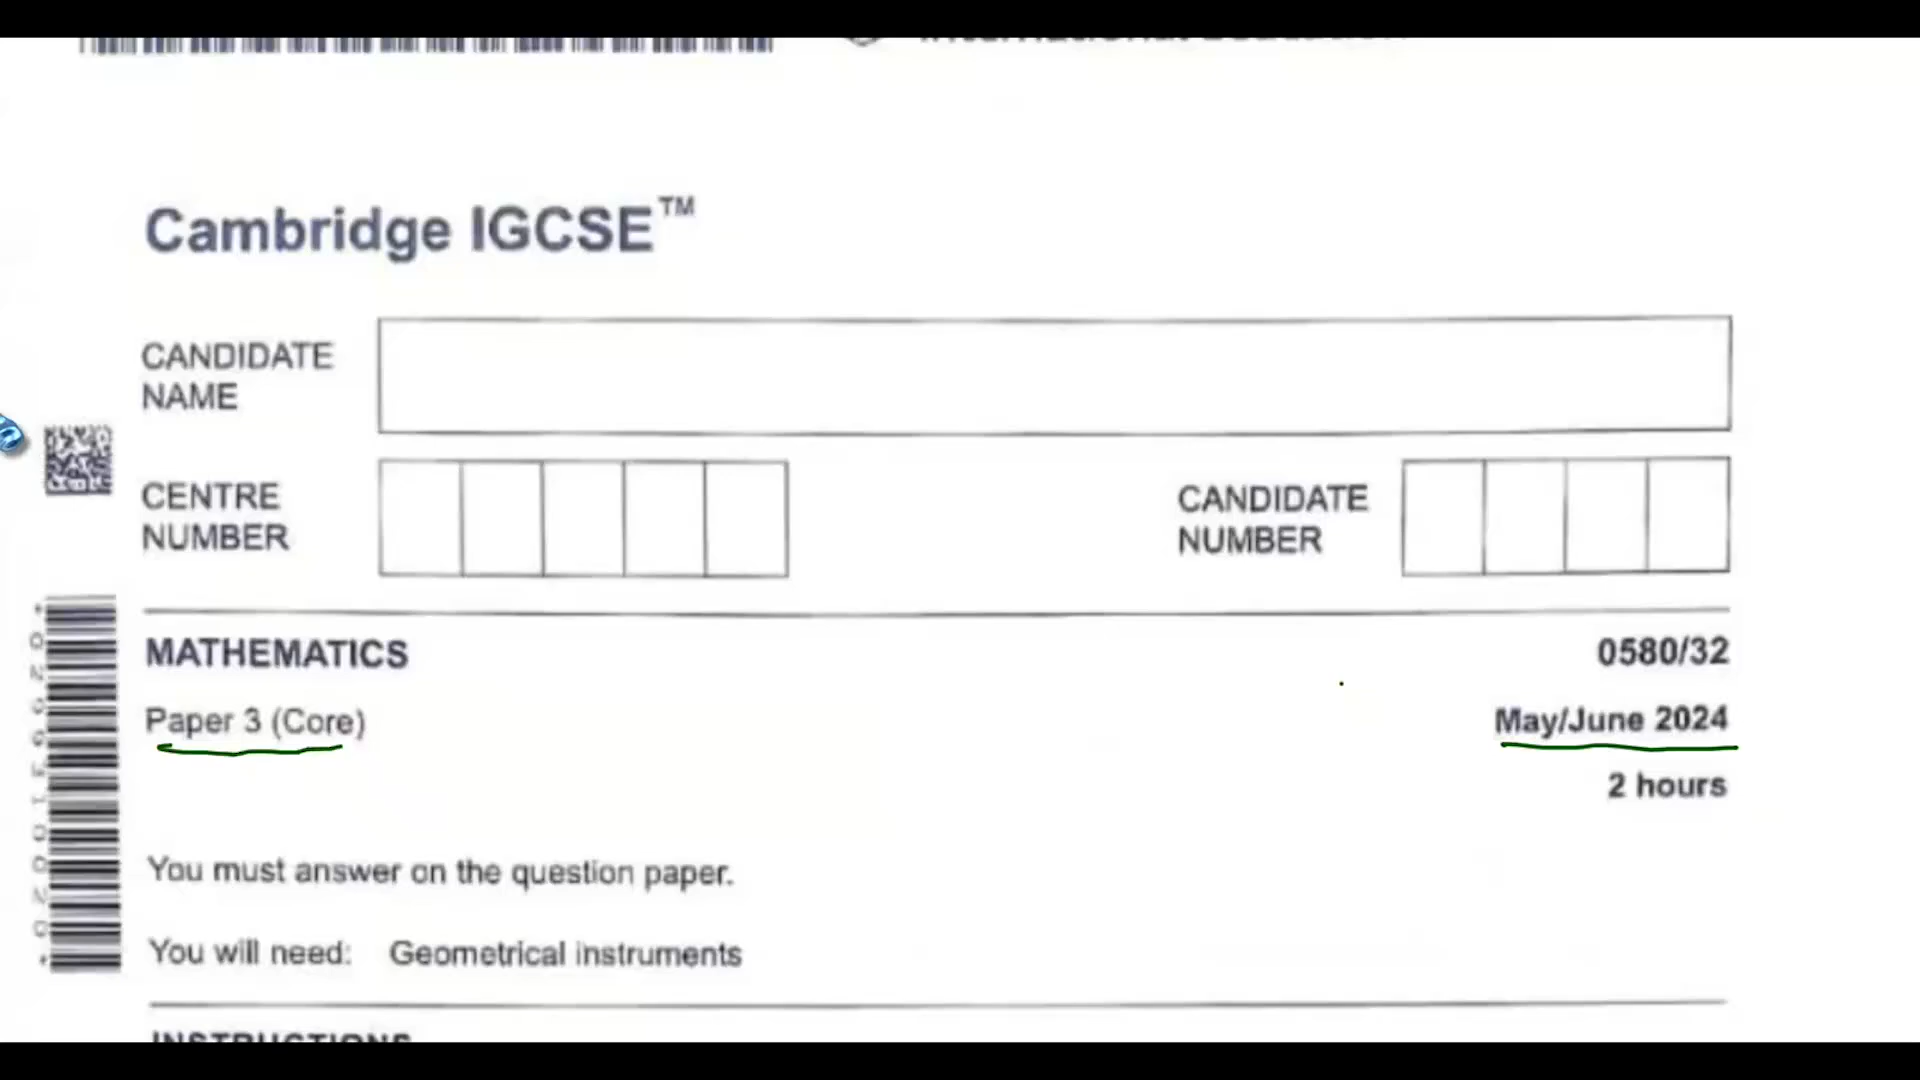 Cambridge IGCSE™
CANDIDATE
NAME
CENTRE
NUMBER
CANDIDATE
NUMBER
MATHEMATICS
0580/32
Paper 3 (Core)
May/June 2024
2 hours
You must answer on the question paper.
You will need: Geometrical instruments
INSTRUCTIONS